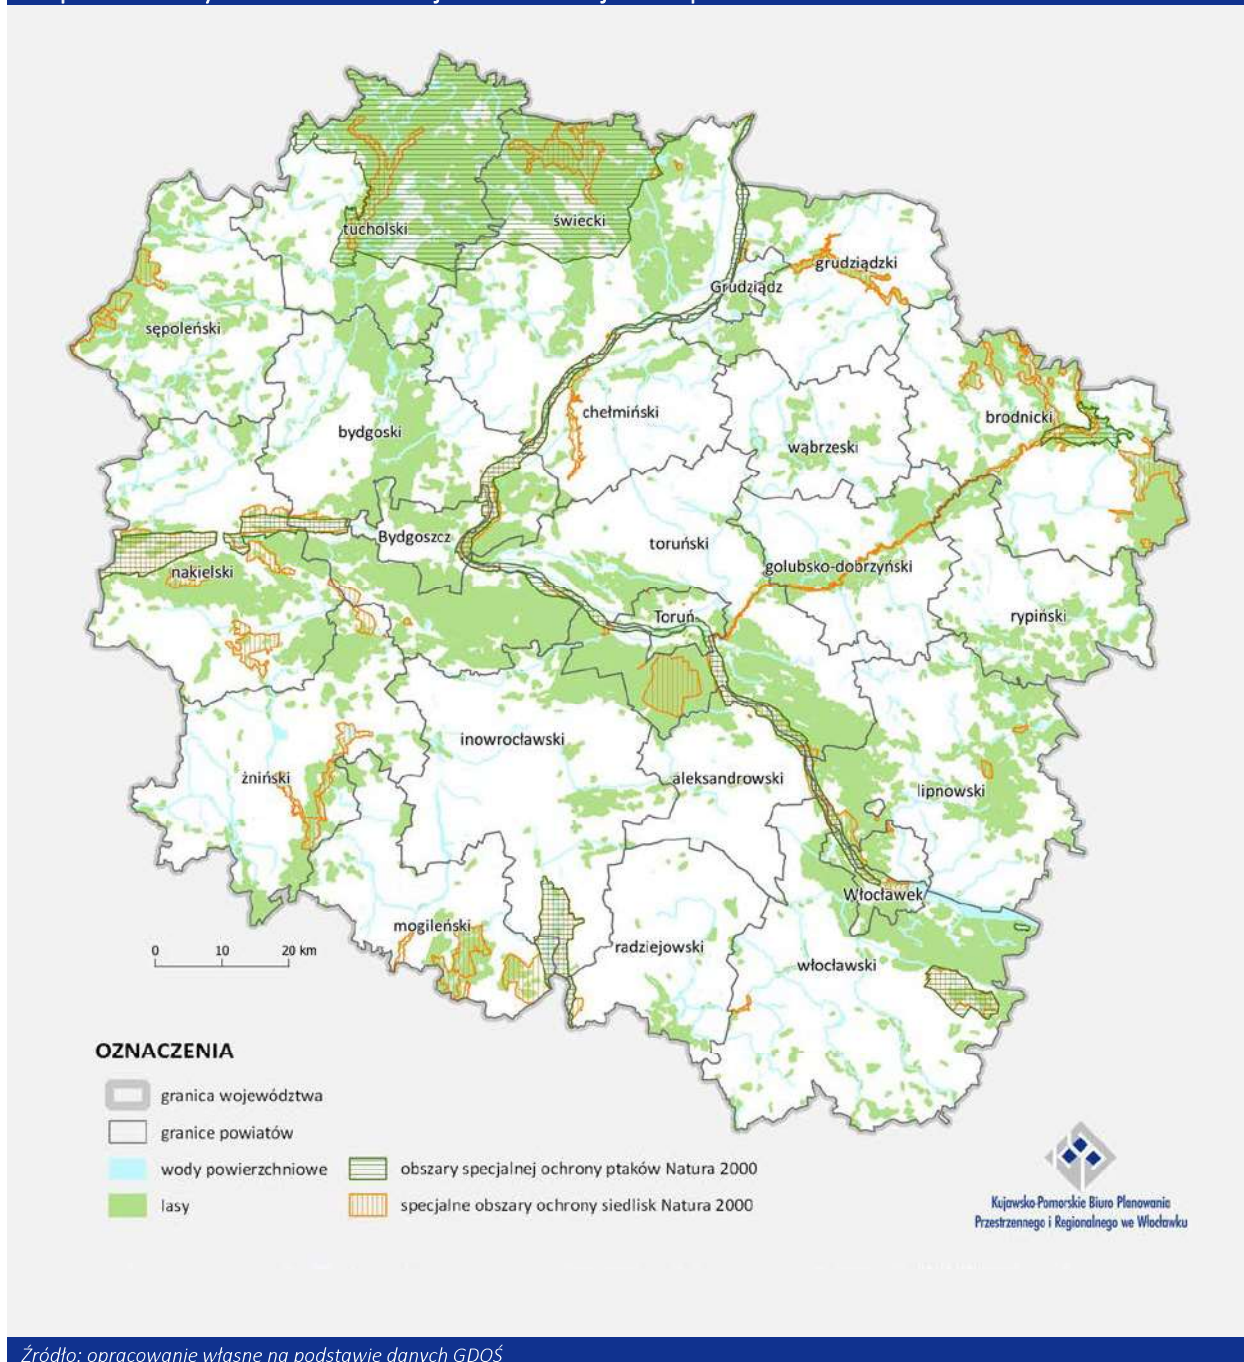 tucholski
świecki
grudziądzki
Grudziądz
sępoleński
chełmiński
brodnicki
bydgoski
wąbrzeski
Bydgoszcz
toruński
nakielski
golubsko-dobrzyński
Toruń
rypiński
inowrocławski
żniński
aleksandrowski
lipnowski
Włocławek
mogileński
radziejowski
włocławski
0 10 20 km
OZNACZENIA
granica województwa
granice powiatów
wody powierzchniowe
lasy
obszary specjalnej ochrony ptaków Natura 2000
specjalne obszary ochrony siedlisk Natura 2000
Kujawsko-Pomorskie Biuro Planowania
Przestrzennego i Regionalnego we Włocławku
Źródło: opracowanie własne na podstawie danych GDOŚ